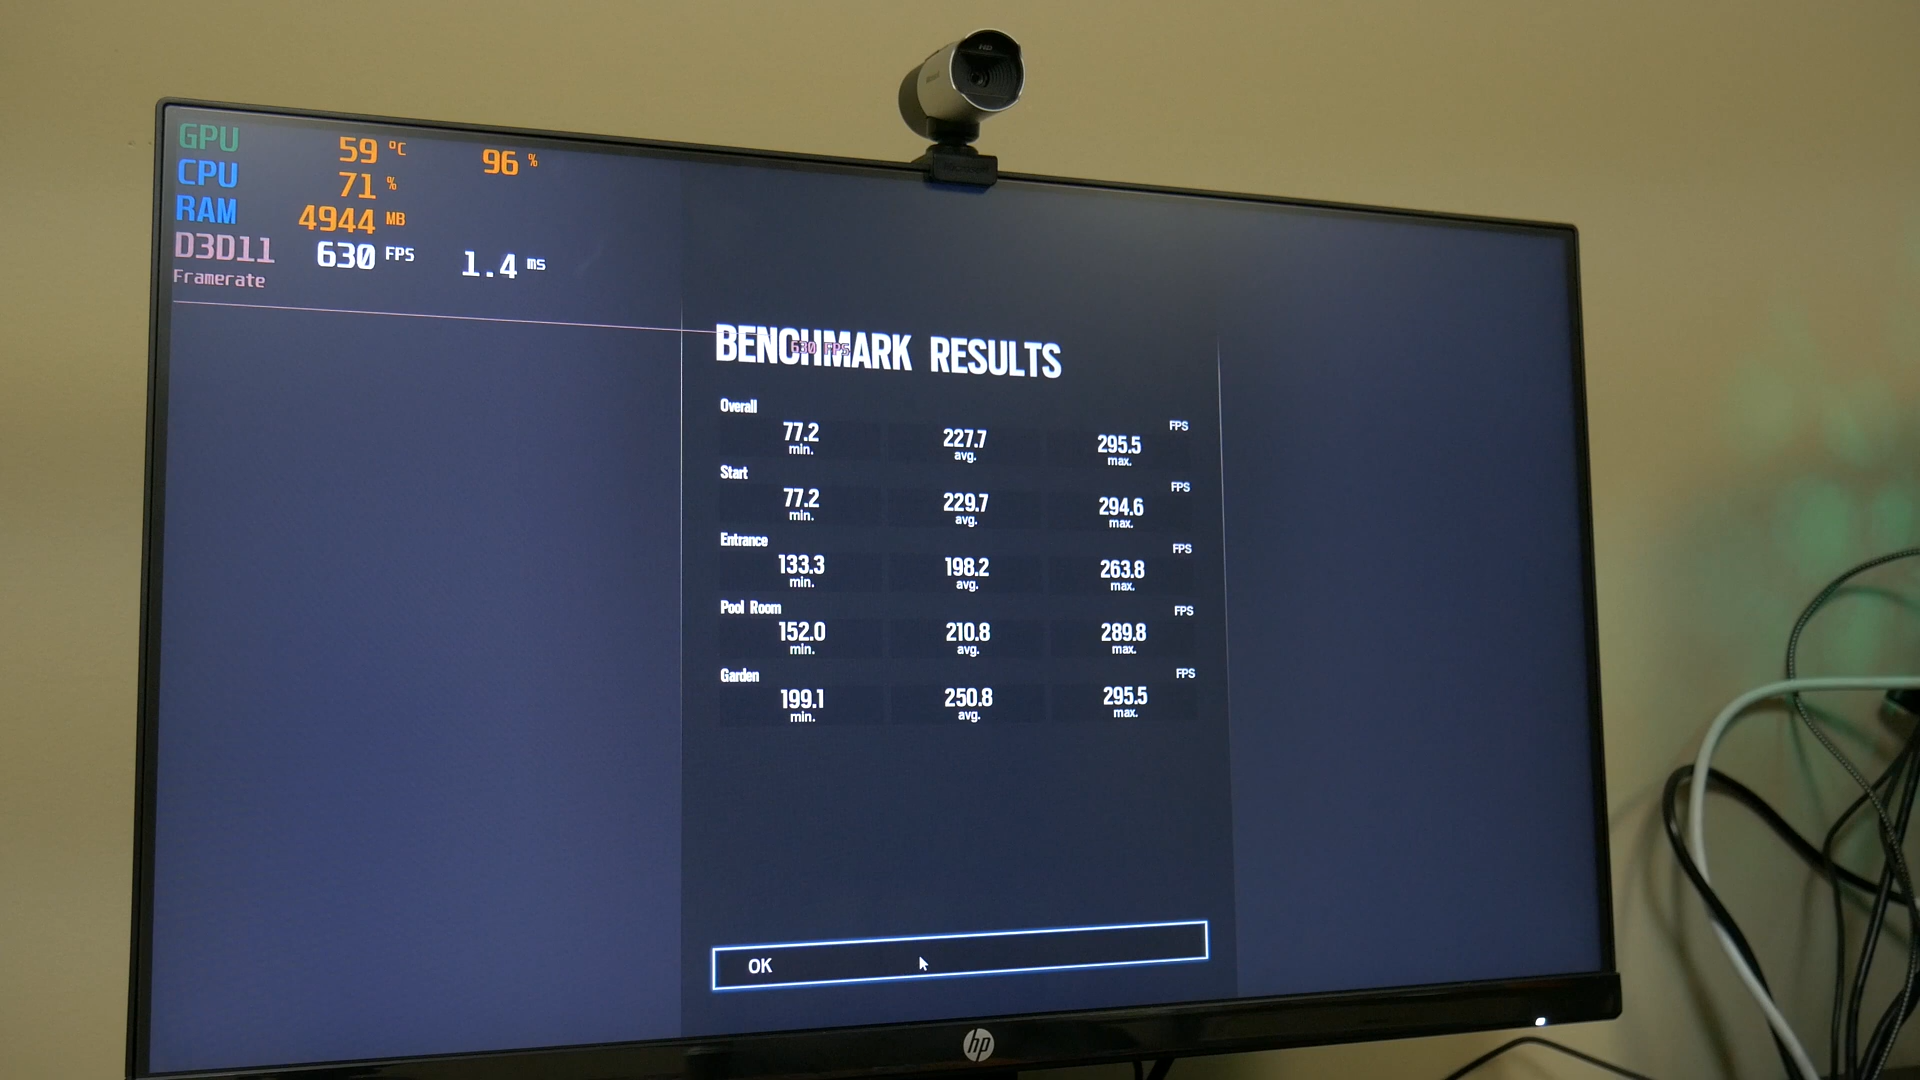 HD
GPU 59 °C 96 %
CPU 71 %
RAM 4944 MB
D3D11 630 FPS 1.4 ms
Framerate
630 FPS
BENCHMARK RESULTS
Overall
FPS
77.2 227.7 295.5
min. avg. max.
Start
FPS
77.2 229.7 294.6
min. avg. max.
Entrance
FPS
133.3 198.2 263.8
min. avg. max.
Pool Room
FPS
152.0 210.8 289.8
min. avg. max.
Garden
FPS
199.1 250.8 295.5
min. avg. max.
OK
hp